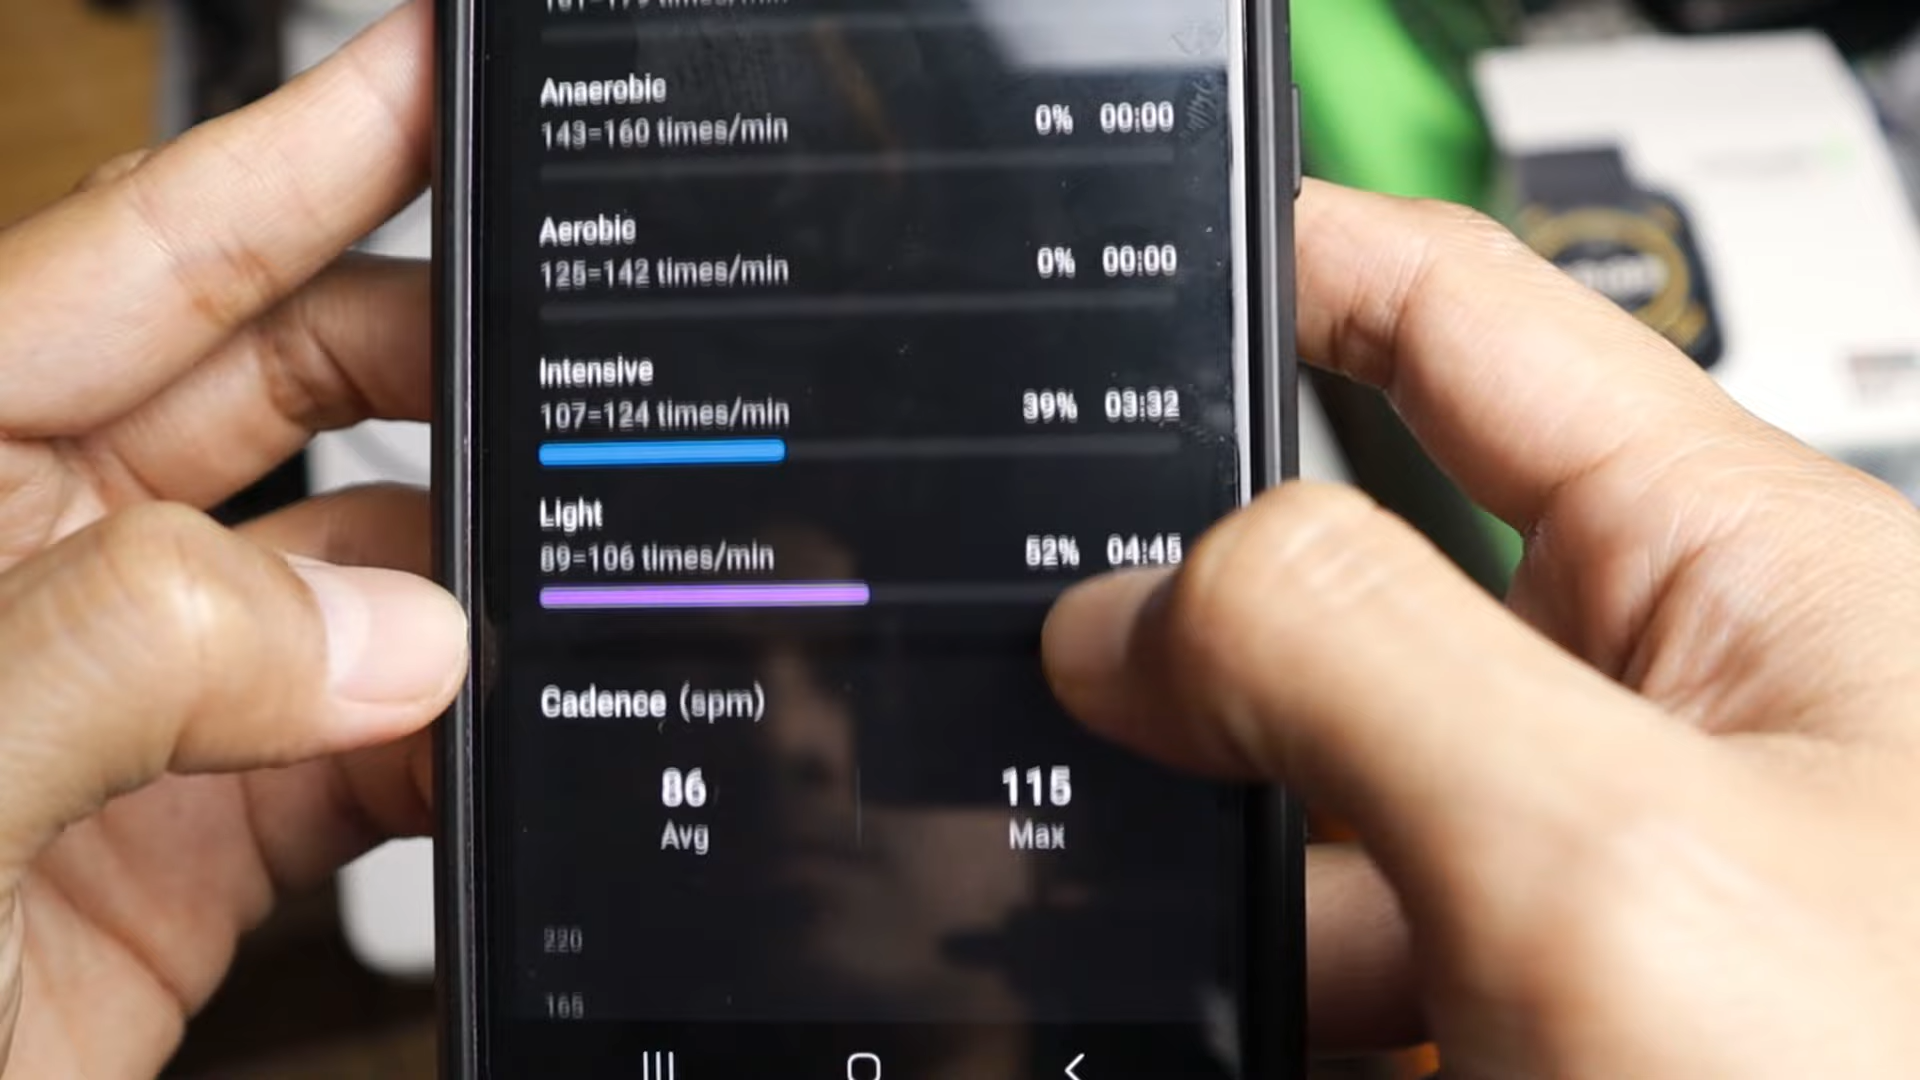 Anaerobic
143-160 times/min
0% 00:00
Aerobic
125-142 times/min
0% 00:00
Intensive
107-124 times/min
39% 03:32
Light
89-106 times/min
52% 04:45
Cadence (spm)
86
Avg
115
Max
220
165